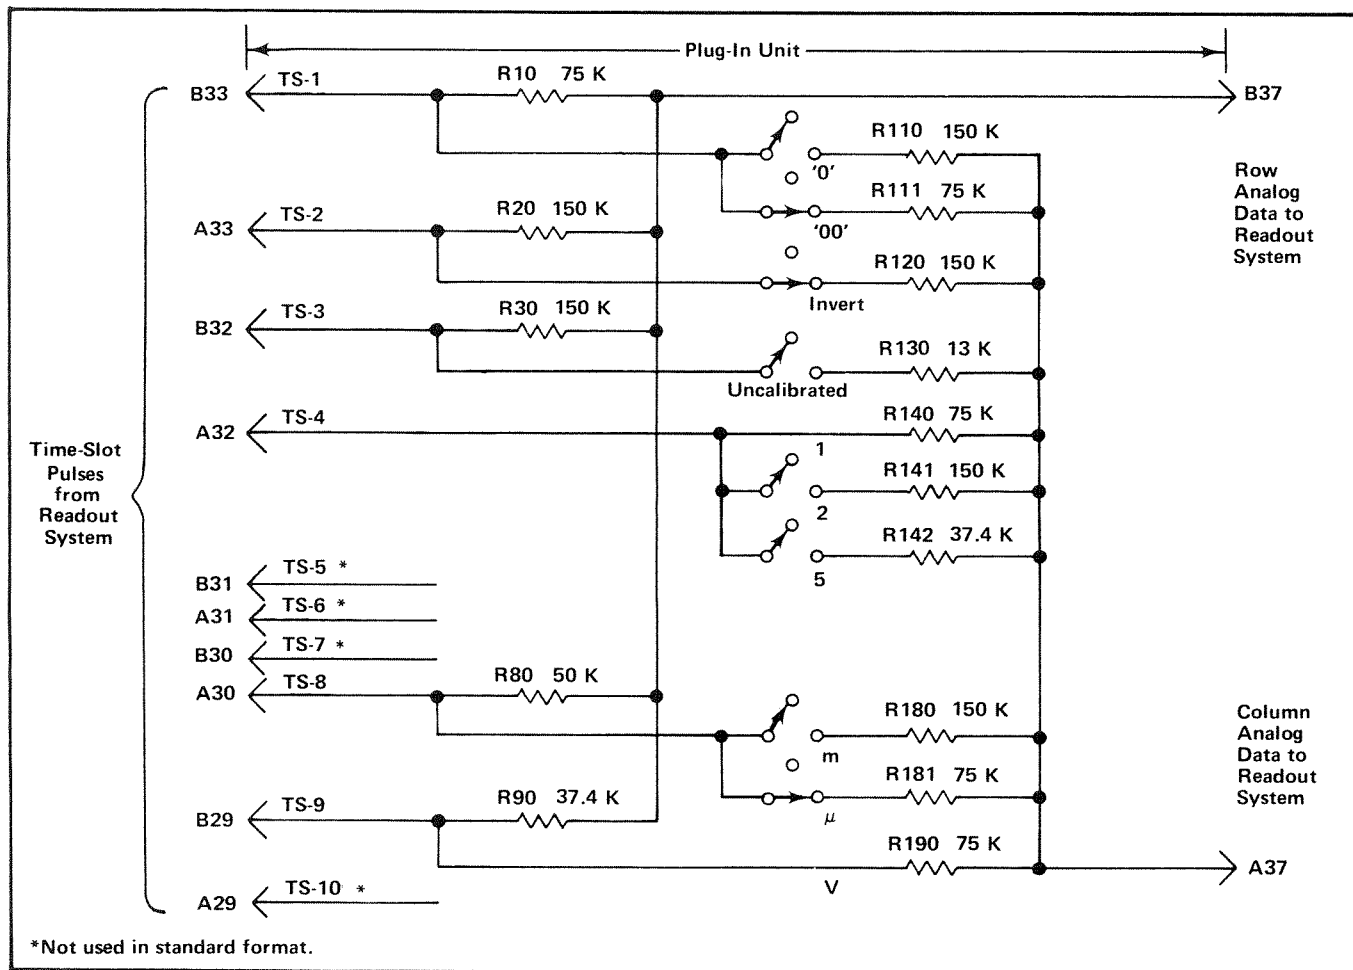 Plug-In Unit
B33 TS-1 R10 75 K B37
R110 150 K
'0'
R111 75 K
Row
Analog
Data to
Readout
System
A33 TS-2 R20 150 K
'00'
R120 150 K
Invert
B32 TS-3 R30 150 K
R130 13 K
Uncalibrated
A32 TS-4 R140 75 K
1
R141 150 K
2
R142 37.4 K
5
Time-Slot
Pulses
from
Readout
System
B31 TS-5 *
A31 TS-6 *
B30 TS-7 *
A30 TS-8 R80 50 K
R180 150 K
m
R181 75 K
μ
Column
Analog
Data to
Readout
System
B29 TS-9 R90 37.4 K
R190 75 K
V
A37
A29 TS-10 *
*Not used in standard format.